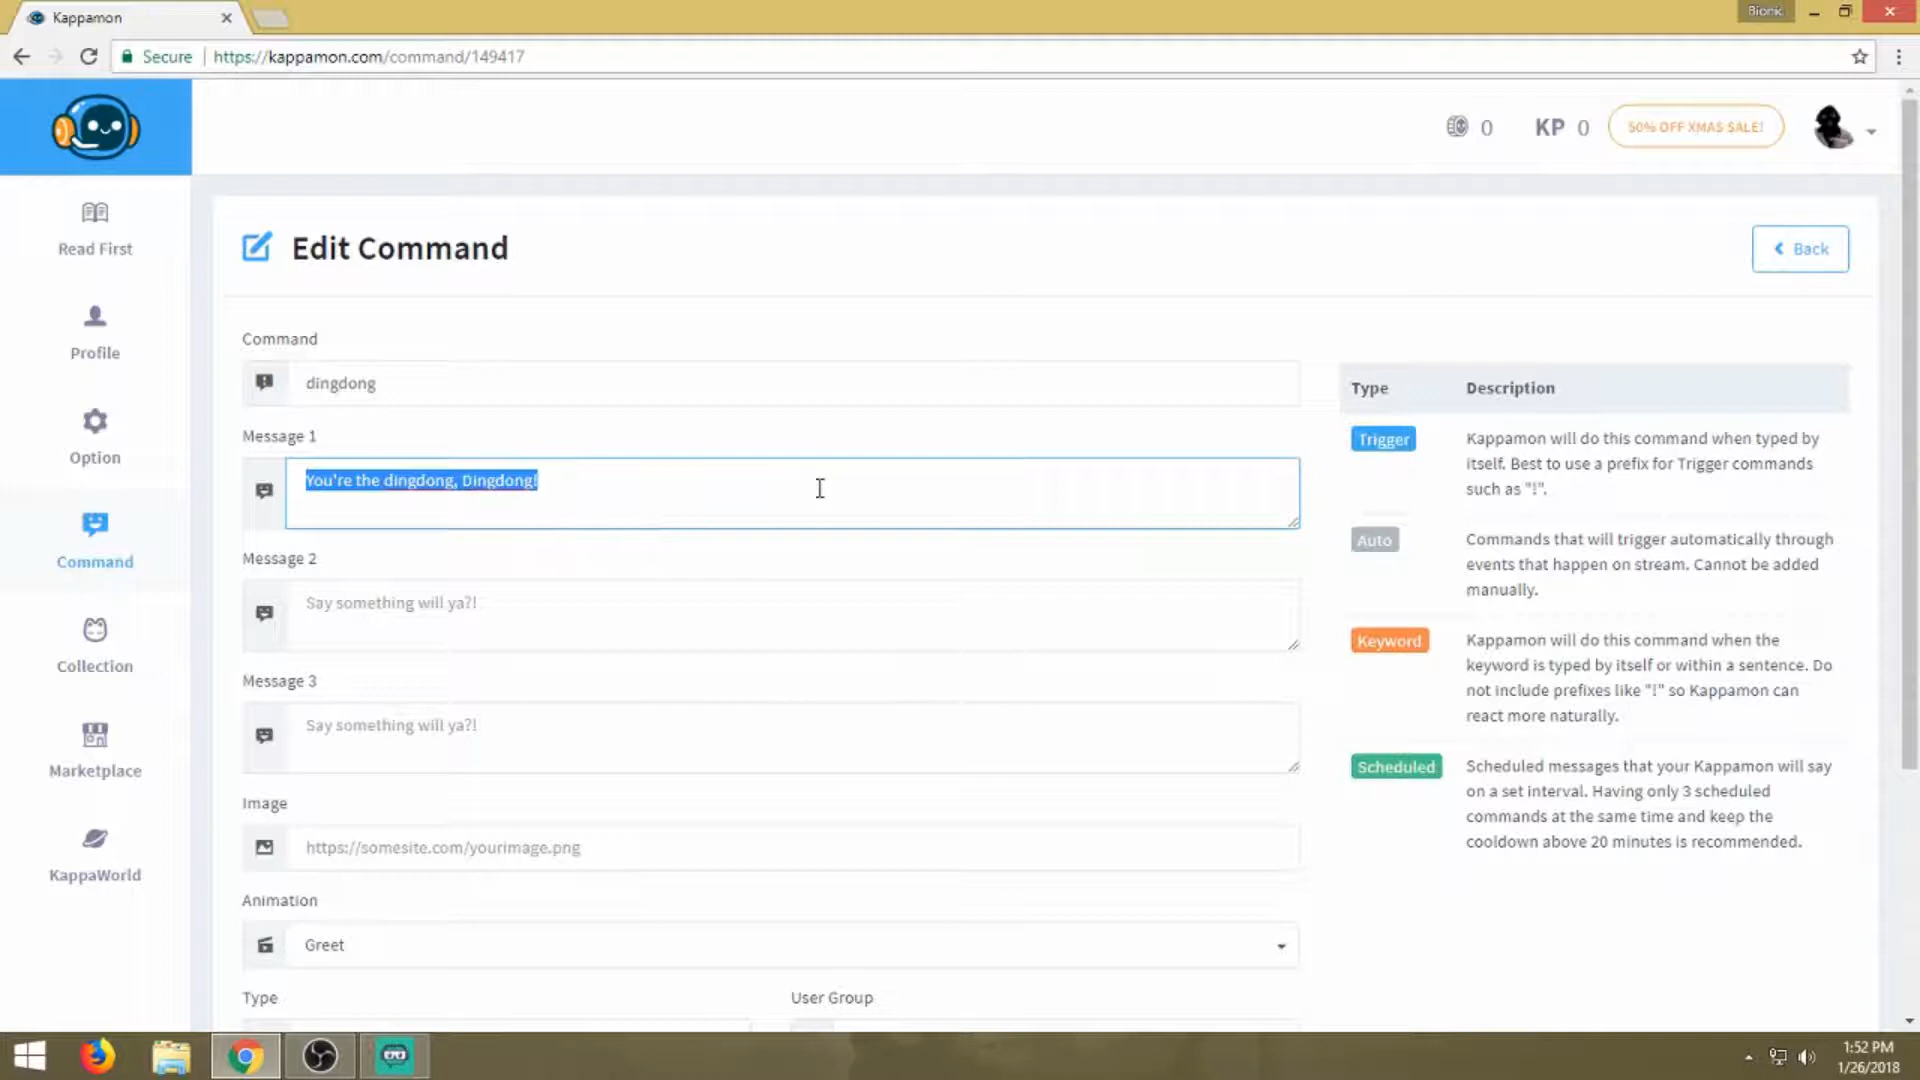 Kappamon
Bionic
Secure
https://kappamon.com/command/149417
0
KP 0
50% OFF XMAS SALE!
Read First
Profile
Option
Command
Collection
Marketplace
KappaWorld
Edit Command
Back
Command
dingdong
Message 1
You're the dingdong, Dingdong!
Message 2
Say something will ya?!
Message 3
Say something will ya?!
Image
https://somesite.com/yourimage.png
Animation
Greet
Type
User Group
Type Description
Trigger
Kappamon will do this command when typed by
itself. Best to use a prefix for Trigger commands
such as "!".
Auto
Commands that will trigger automatically through
events that happen on stream. Cannot be added
manually.
Keyword
Kappamon will do this command when the
keyword is typed by itself or within a sentence. Do
not include prefixes like "!" so Kappamon can
react more naturally.
Scheduled
Scheduled messages that your Kappamon will say
on a set interval. Having only 3 scheduled
commands at the same time and keep the
cooldown above 20 minutes is recommended.
1:52 PM
1/26/2018